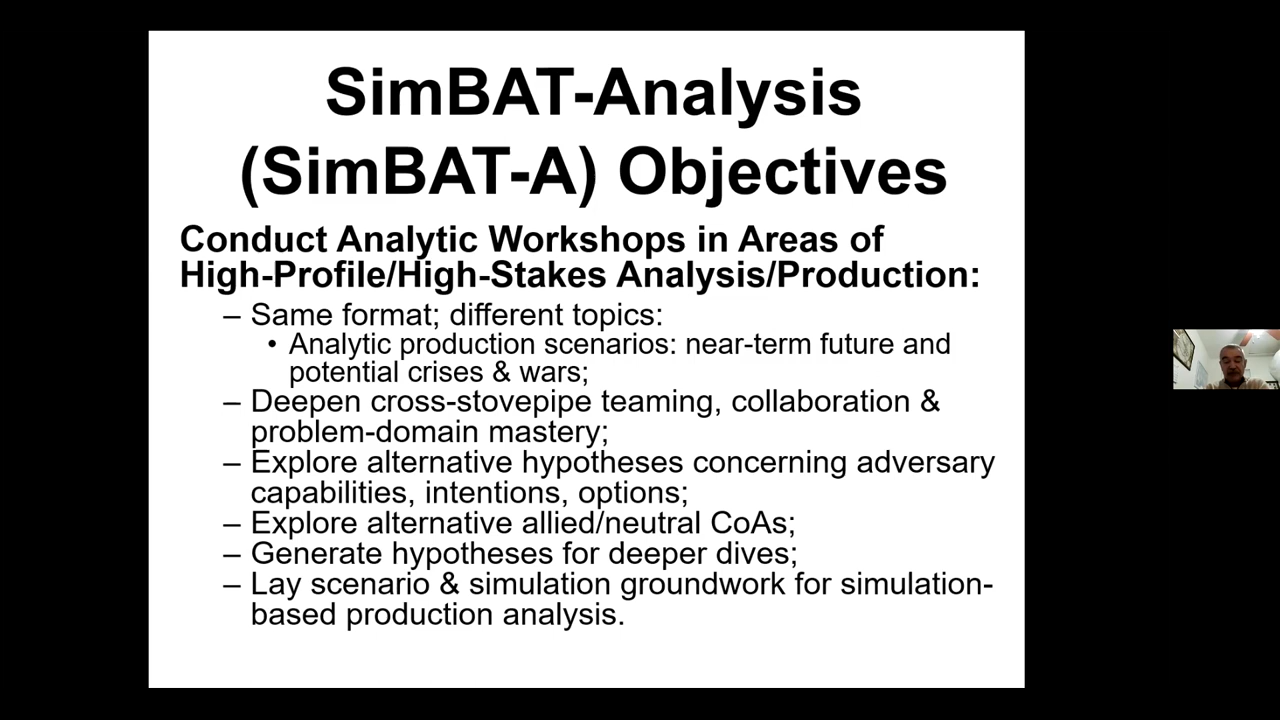 SimBAT-Analysis
(SimBAT-A) Objectives
Conduct Analytic Workshops in Areas of
High-Profile/High-Stakes Analysis/Production:
– Same format; different topics:
• Analytic production scenarios: near-term future and
potential crises & wars;
– Deepen cross-stovepipe teaming, collaboration &
problem-domain mastery;
– Explore alternative hypotheses concerning adversary
capabilities, intentions, options;
– Explore alternative allied/neutral CoAs;
– Generate hypotheses for deeper dives;
– Lay scenario & simulation groundwork for simulation-
based production analysis.